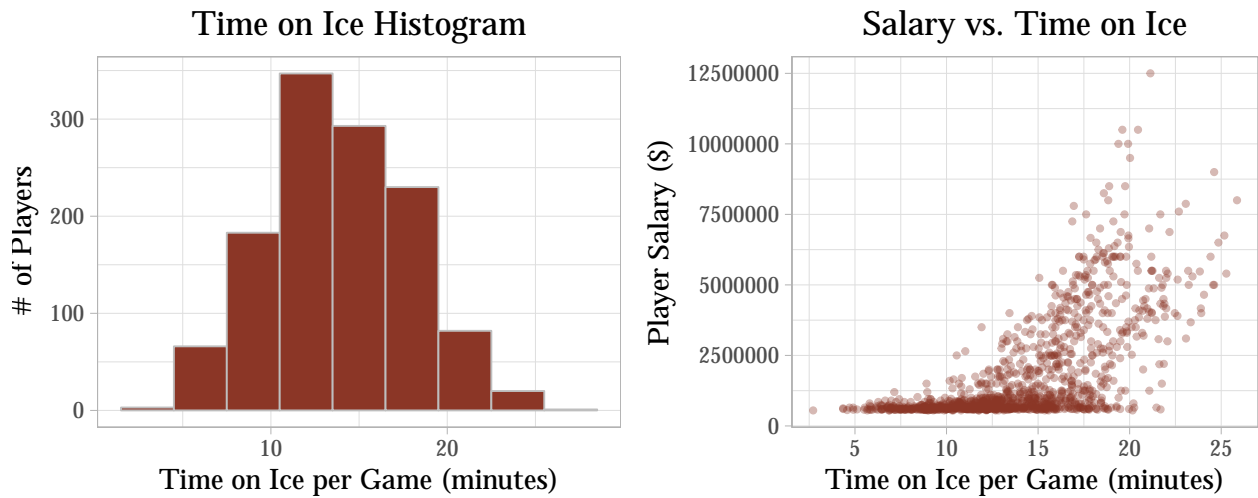 Time on Ice Histogram
# of Players
300
200
100
0
10 20
Time on Ice per Game (minutes)
Salary vs. Time on Ice
Player Salary ($)
12500000
10000000
7500000
5000000
2500000
0
5 10 15 20 25
Time on Ice per Game (minutes)